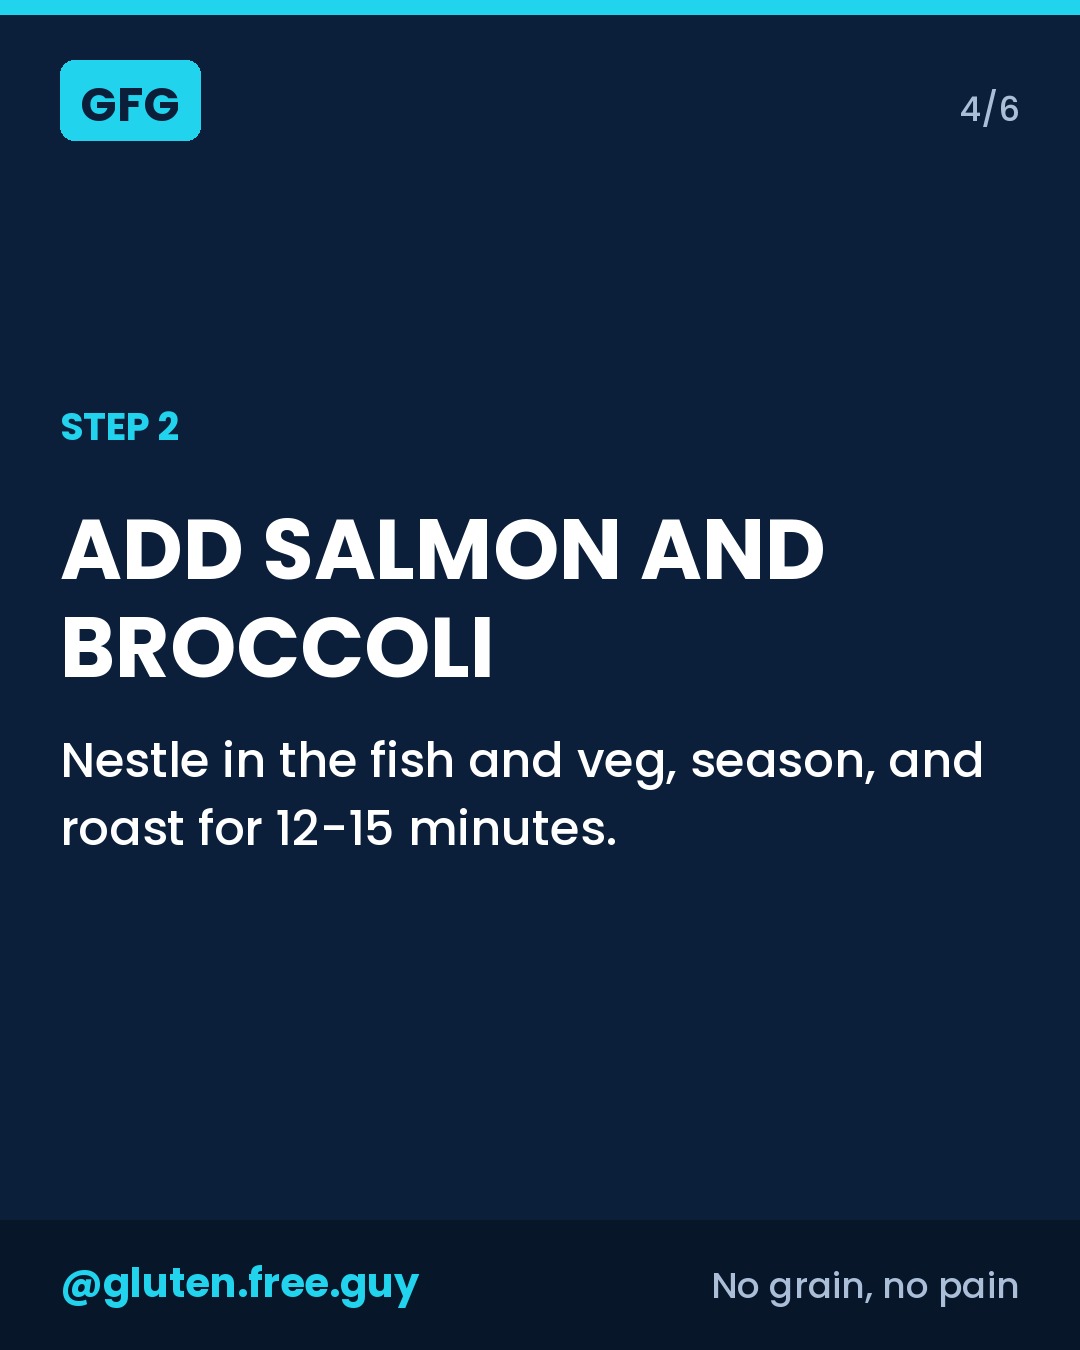 GFG
4/6
STEP 2
ADD SALMON AND
BROCCOLI
Nestle in the fish and veg, season, and
roast for 12-15 minutes.
@gluten.free.guy
No grain, no pain